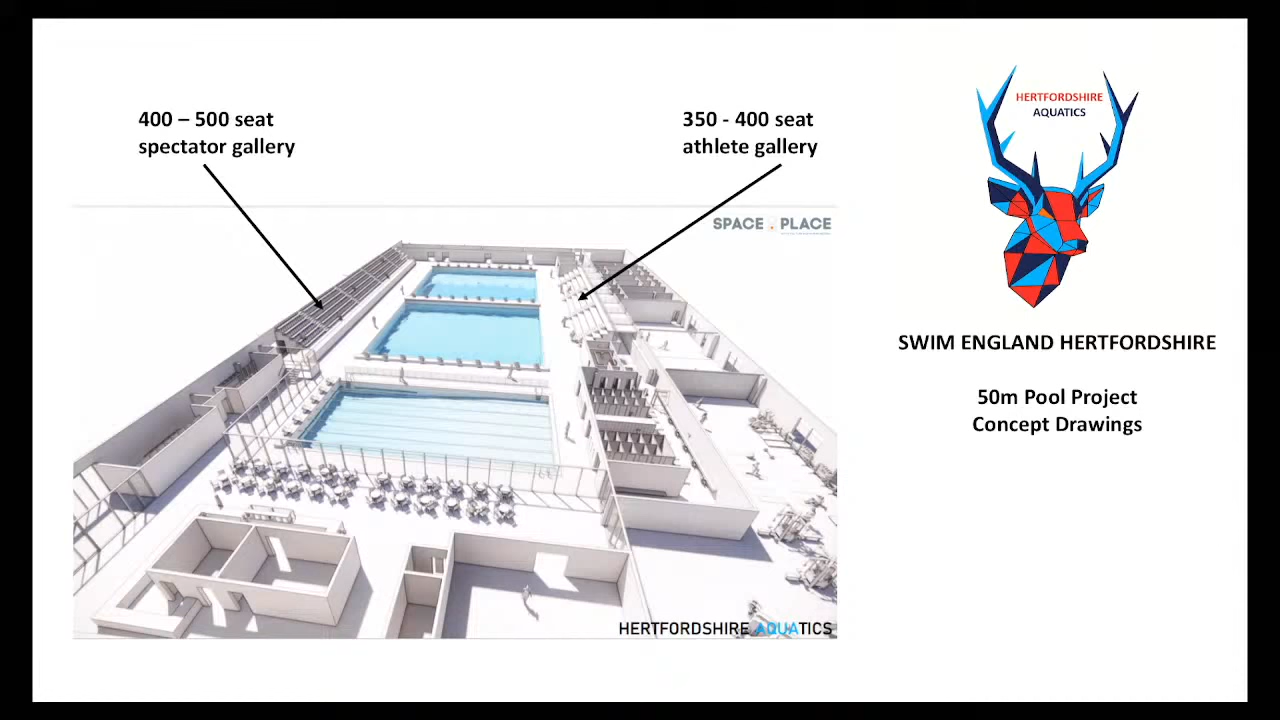 400 – 500 seat
spectator gallery
350 - 400 seat
athlete gallery
SPACE PLACE
HERTFORDSHIRE AQUATICS
HERTFORDSHIRE
AQUATICS
SWIM ENGLAND HERTFORDSHIRE
50m Pool Project
Concept Drawings